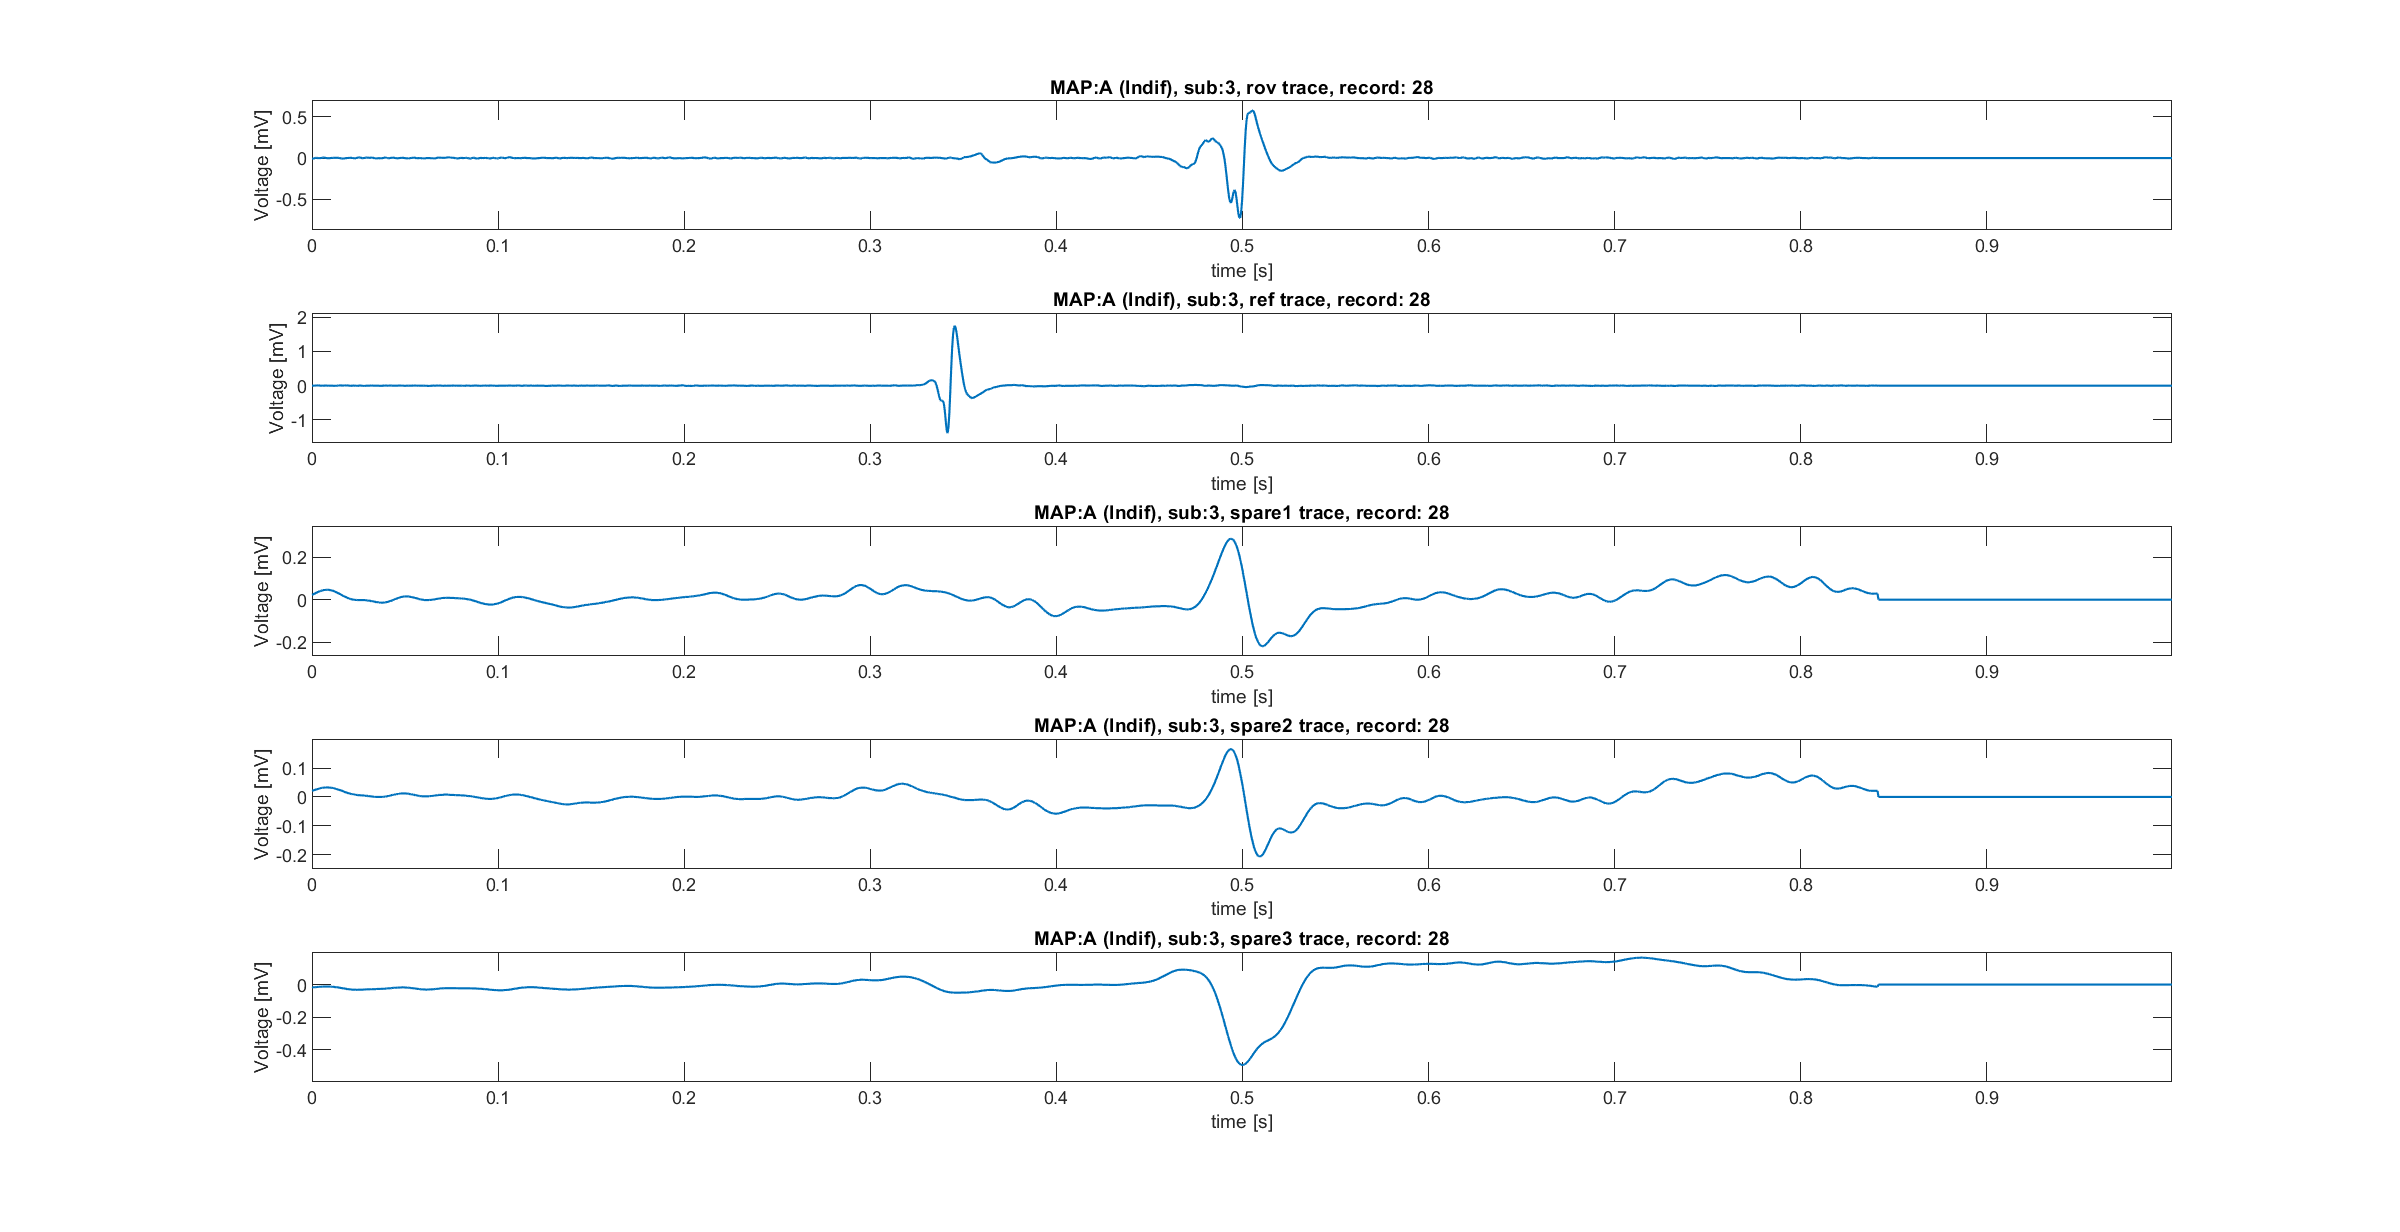 MAP:A (Indif), sub:3, rov trace, record: 28
Voltage [mV]
0.5
0
-0.5
0 0.1 0.2 0.3 0.4 0.5 0.6 0.7 0.8 0.9
time [s]
MAP:A (Indif), sub:3, ref trace, record: 28
Voltage [mV]
2
1
0
-1
0 0.1 0.2 0.3 0.4 0.5 0.6 0.7 0.8 0.9
time [s]
MAP:A (Indif), sub:3, spare1 trace, record: 28
Voltage [mV]
0.2
0
-0.2
0 0.1 0.2 0.3 0.4 0.5 0.6 0.7 0.8 0.9
time [s]
MAP:A (Indif), sub:3, spare2 trace, record: 28
Voltage [mV]
0.1
0
-0.1
-0.2
0 0.1 0.2 0.3 0.4 0.5 0.6 0.7 0.8 0.9
time [s]
MAP:A (Indif), sub:3, spare3 trace, record: 28
Voltage [mV]
0
-0.2
-0.4
0 0.1 0.2 0.3 0.4 0.5 0.6 0.7 0.8 0.9
time [s]